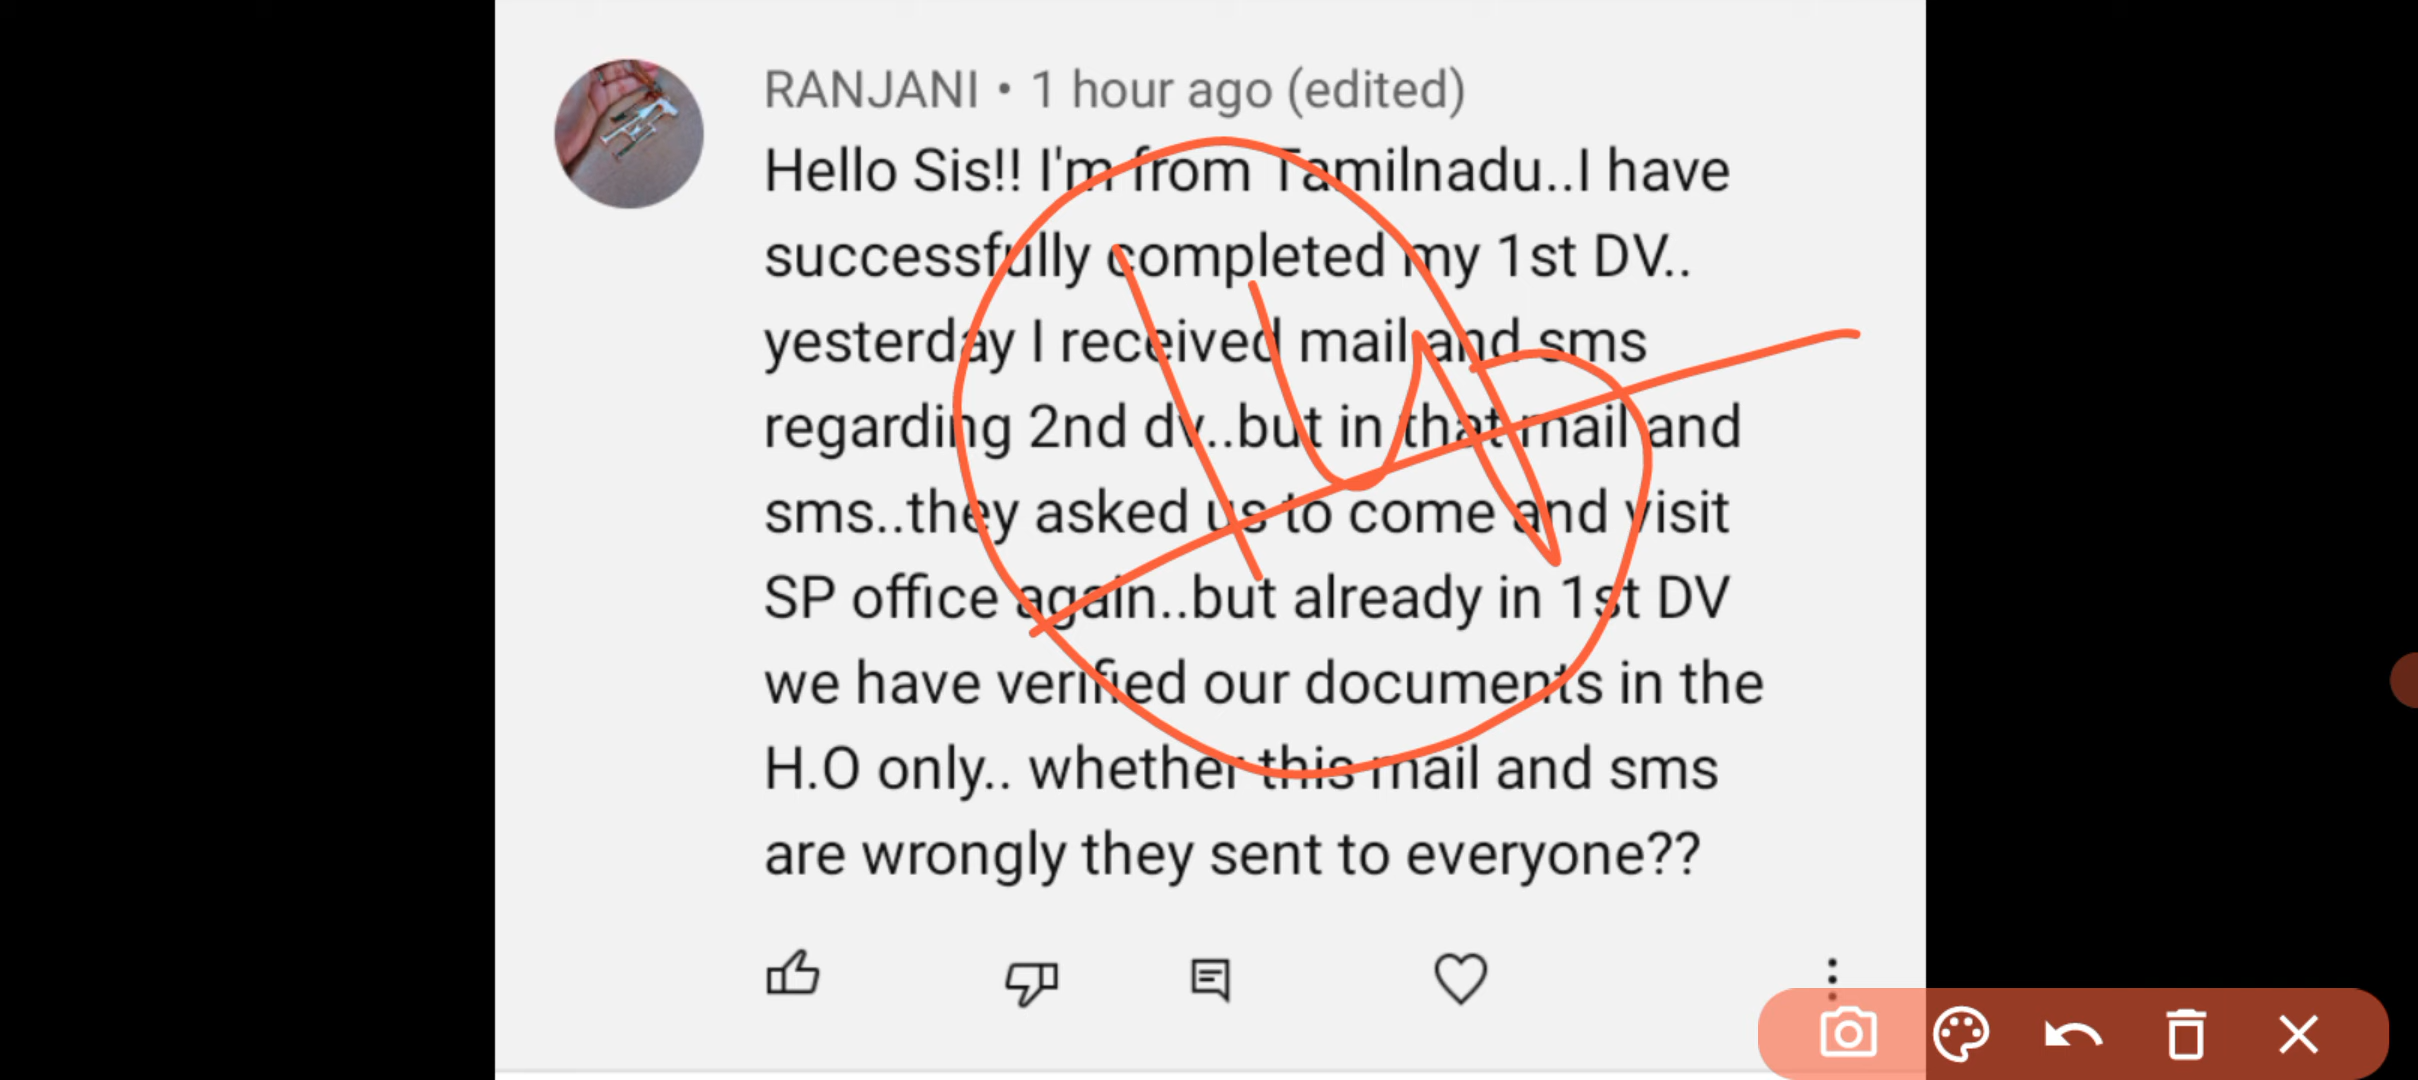 RANJANI • 1 hour ago (edited)
Hello Sis!! I'm from Tamilnadu..I have
successfully completed my 1st DV..
yesterday I received mail and sms
regarding 2nd dv..but in that mail and
sms..they asked us to come and visit
SP office again..but already in 1st DV
we have verified our documents in the
H.O only.. whether this mail and sms
are wrongly they sent to everyone??